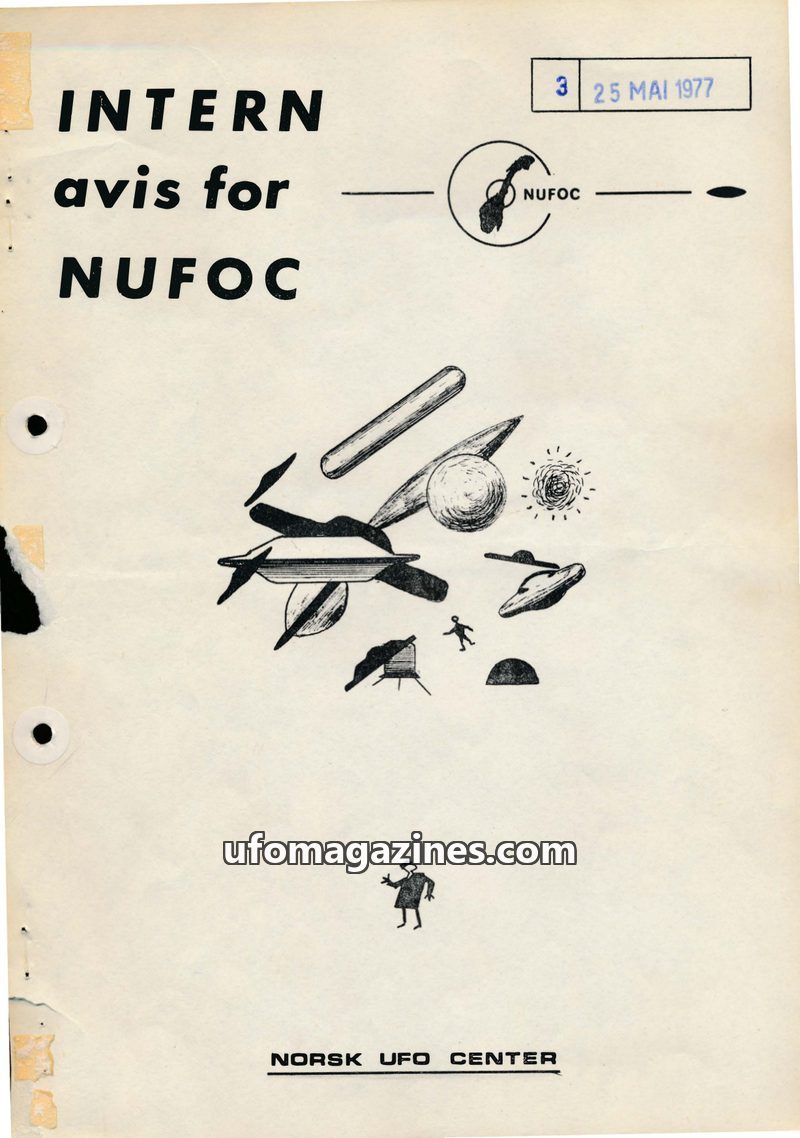 INTERN
avis for
NUFOC
3 25 MAI 1977
NUFOC
ufomagazines.com
NORSK UFO CENTER